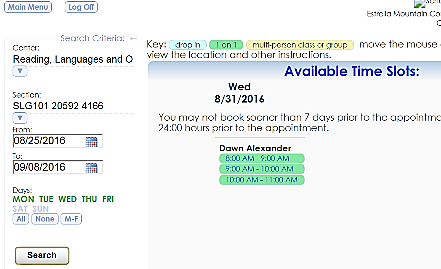 Main Menu Log Off
Estrella Mountain Co
Search Criteria:
Key: drop in 1 on 1 multi-person class or group move the mouse
view the location and other instructions.
Center:
Reading, Languages and O
Available Time Slots:
Wed
8/31/2016
Section:
SLG101 20592 4166
You may not book sooner than 7 days prior to the appointme
24:00 hours prior to the appointment.
From:
08/25/2016
To:
09/08/2016
Dawn Alexander
8:00 AM - 9:00 AM
9:00 AM - 10:00 AM
10:00 AM - 11:00 AM
Days:
MON TUE WED THU FRI
SAT SUN
All None M-F
Search